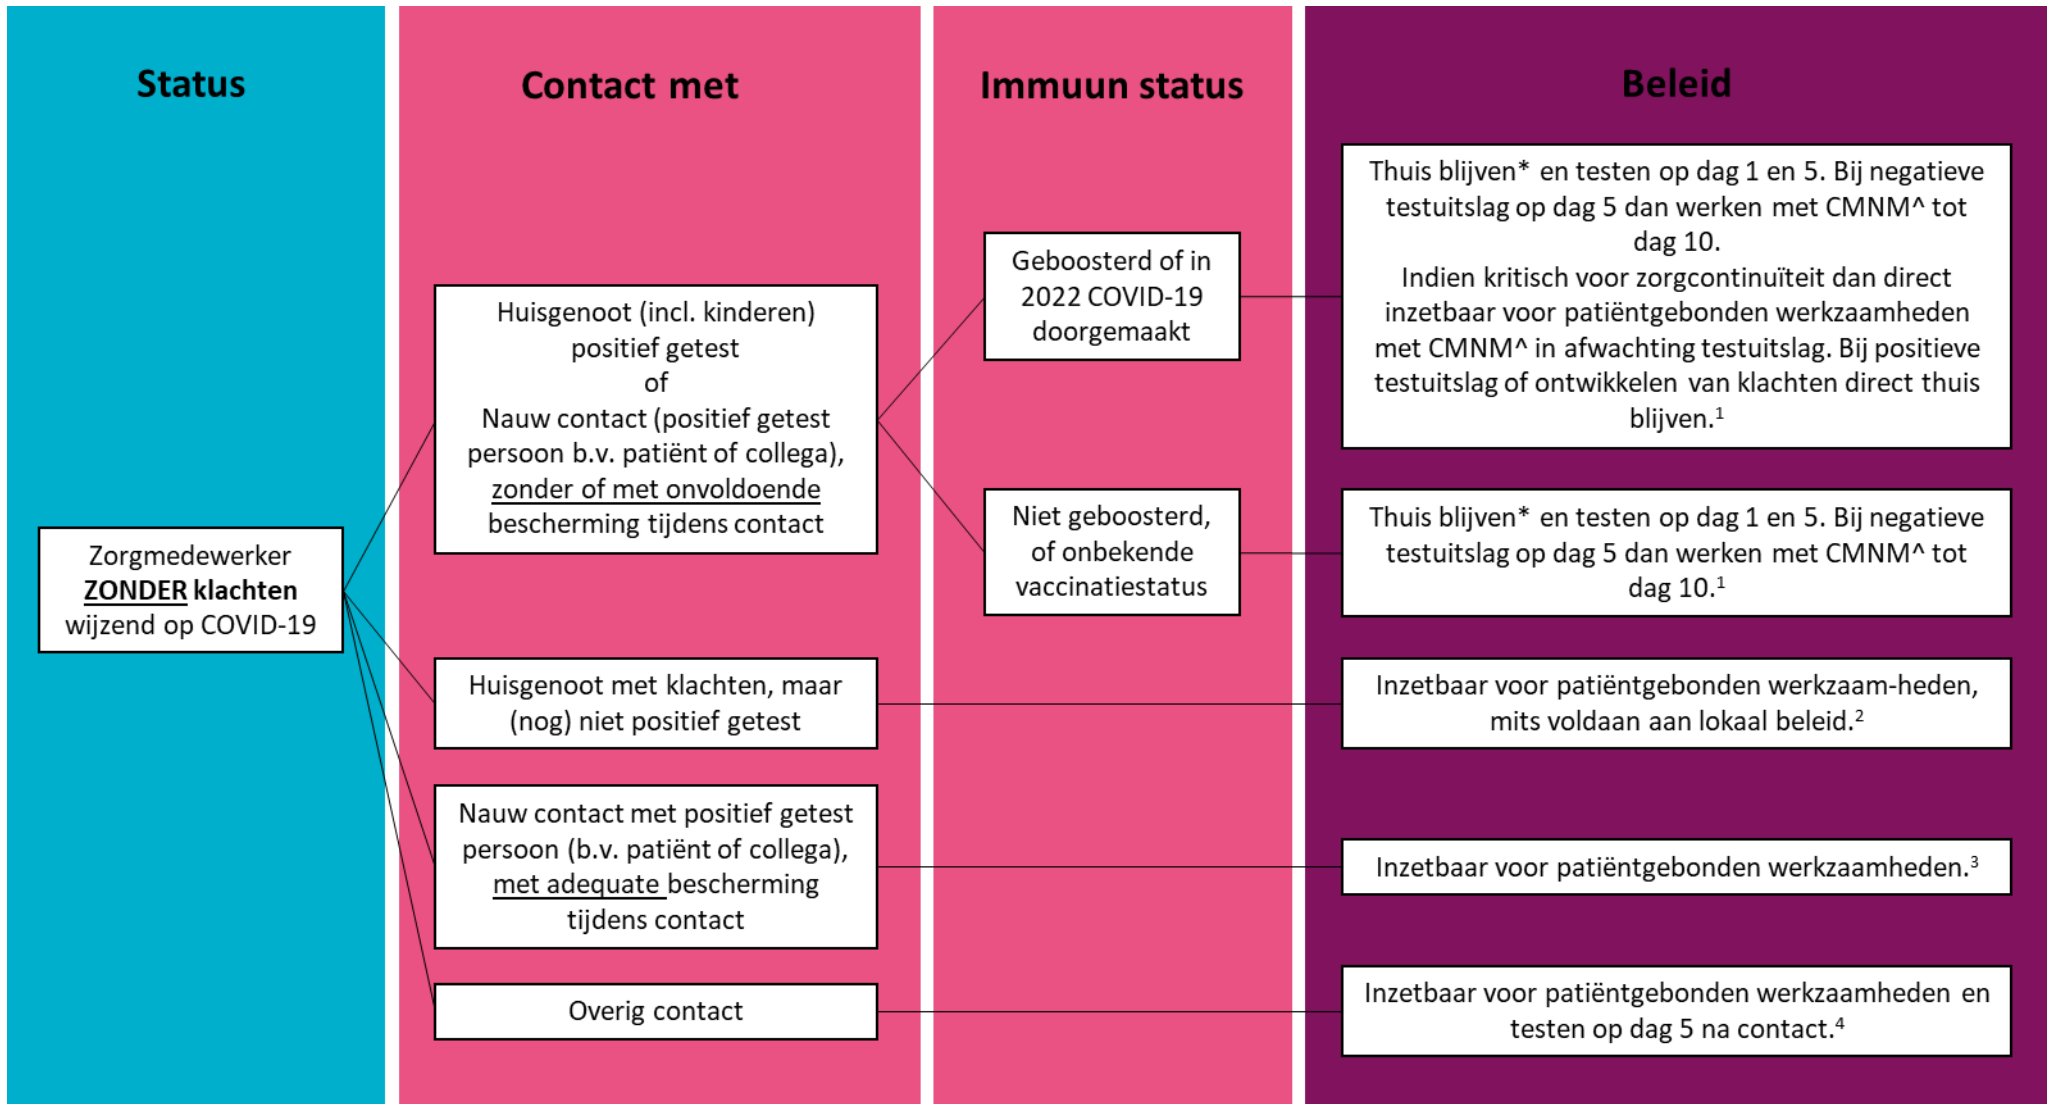 Status
Contact met
Immuun status
Beleid
Zorgmedewerker
ZONDER klachten
wijzend op COVID-19
Huisgenoot (incl. kinderen)
positief getest
of
Nauw contact (positief getest
persoon b.v. patiënt of collega),
zonder of met onvoldoende
bescherming tijdens contact
Geboosterd of in
2022 COVID-19
doorgemaakt
Thuis blijven* en testen op dag 1 en 5. Bij negatieve
testuitslag op dag 5 dan werken met CMNM^ tot
dag 10.
Indien kritisch voor zorgcontinuïteit dan direct
inzetbaar voor patiëntgebonden werkzaamheden
met CMNM^ in afwachting testuitslag. Bij positieve
testuitslag of ontwikkelen van klachten direct thuis
blijven.¹
Niet geboosterd,
of onbekende
vaccinatiestatus
Thuis blijven* en testen op dag 1 en 5. Bij negatieve
testuitslag op dag 5 dan werken met CMNM^ tot
dag 10.¹
Huisgenoot met klachten, maar
(nog) niet positief getest
Inzetbaar voor patiëntgebonden werkzaam-heden,
mits voldaan aan lokaal beleid.²
Nauw contact met positief getest
persoon (b.v. patiënt of collega),
met adequate bescherming
tijdens contact
Inzetbaar voor patiëntgebonden werkzaamheden.³
Overig contact
Inzetbaar voor patiëntgebonden werkzaamheden en
testen op dag 5 na contact.⁴